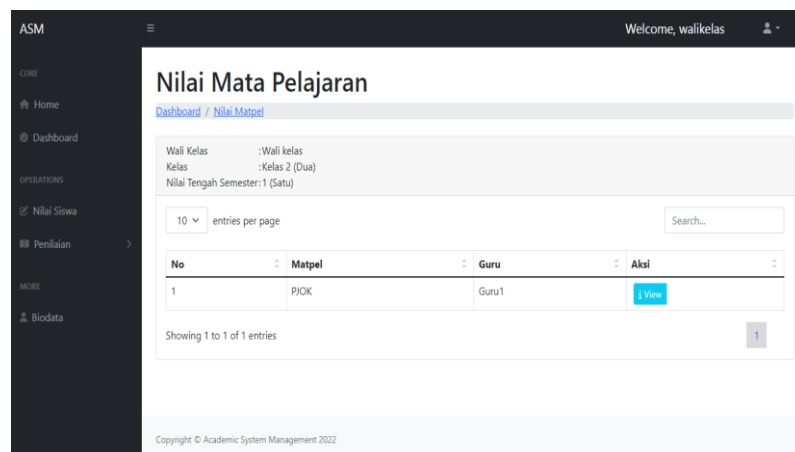 ASM
Welcome, walikelas
CORE
Home
Dashboard
OPERATIONS
Nilai Siswa
Penilaian
MORE
Biodata
Nilai Mata Pelajaran
Dashboard / Nilai Matpel
Wali Kelas :Wali kelas
Kelas :Kelas 2 (Dua)
Nilai Tengah Semester:1 (Satu)
10 entries per page
Search...
No Matpel Guru Aksi
1 PJOK Guru1 View
Showing 1 to 1 of 1 entries
1
Copyright © Academic System Management 2022